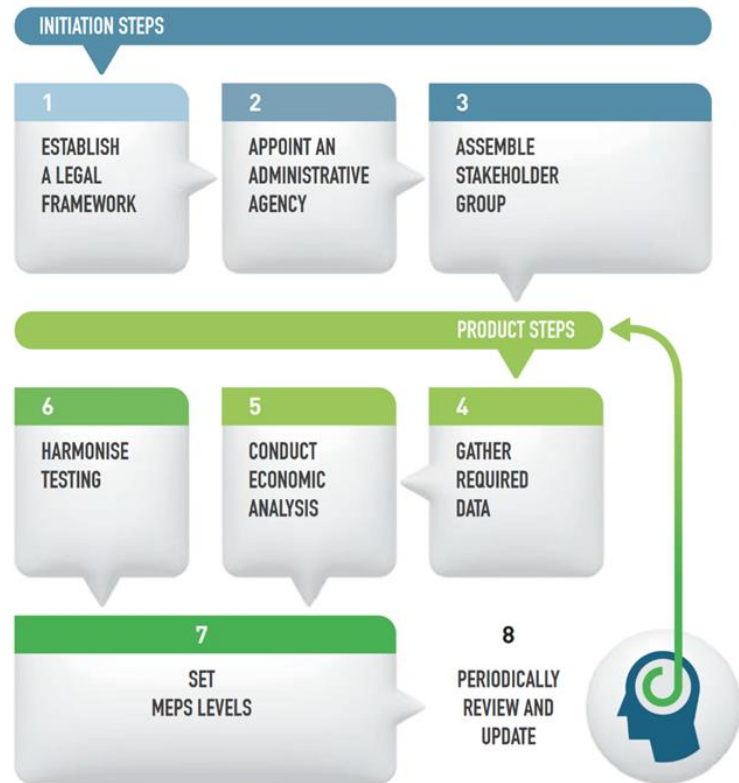 INITIATION STEPS
1
ESTABLISH
A LEGAL
FRAMEWORK
2
APPOINT AN
ADMINISTRATIVE
AGENCY
3
ASSEMBLE
STAKEHOLDER
GROUP
PRODUCT STEPS
4
GATHER
REQUIRED
DATA
5
CONDUCT
ECONOMIC
ANALYSIS
6
HARMONISE
TESTING
7
SET
MEPS LEVELS
8
PERIODICALLY
REVIEW AND
UPDATE